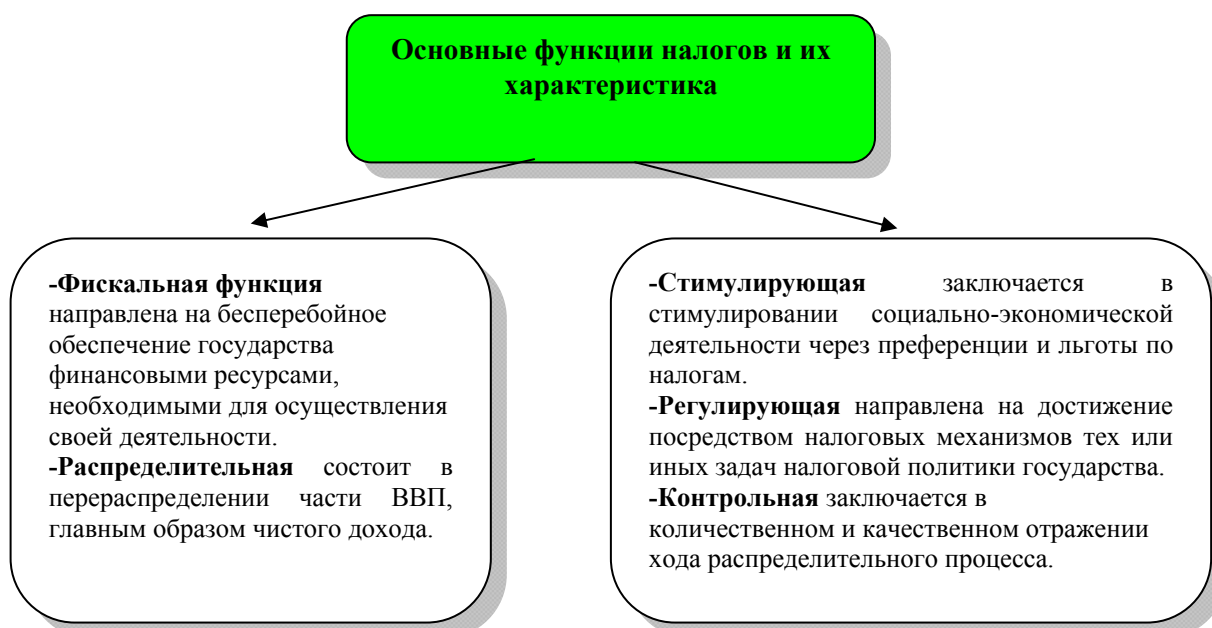 Основные функции налогов и их
характеристика
-Фискальная функция
направлена на бесперебойное
обеспечение государства
финансовыми ресурсами,
необходимыми для осуществления
своей деятельности.
-Распределительная состоит в
перераспределении части ВВП,
главным образом чистого дохода.
-Стимулирующая заключается в
стимулировании социально-экономической
деятельности через преференции и льготы по
налогам.
-Регулирующая направлена на достижение
посредством налоговых механизмов тех или
иных задач налоговой политики государства.
-Контрольная заключается в
количественном и качественном отражении
хода распределительного процесса.